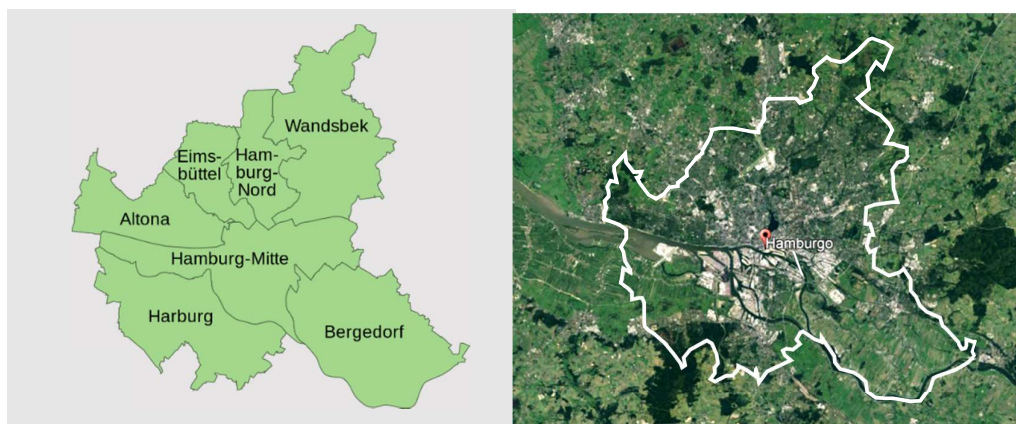 Wandsbek
Eims-
büttel
Ham-
burg-
Nord
Altona
Hamburg-Mitte
Harburg
Bergedorf
Hamburgo